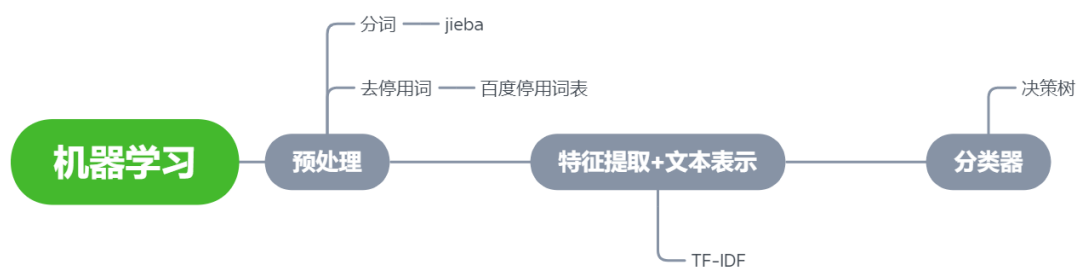 分词
jieba
去停用词
百度停用词表
决策树
机器学习
预处理
特征提取+文本表示
分类器
TF-IDF